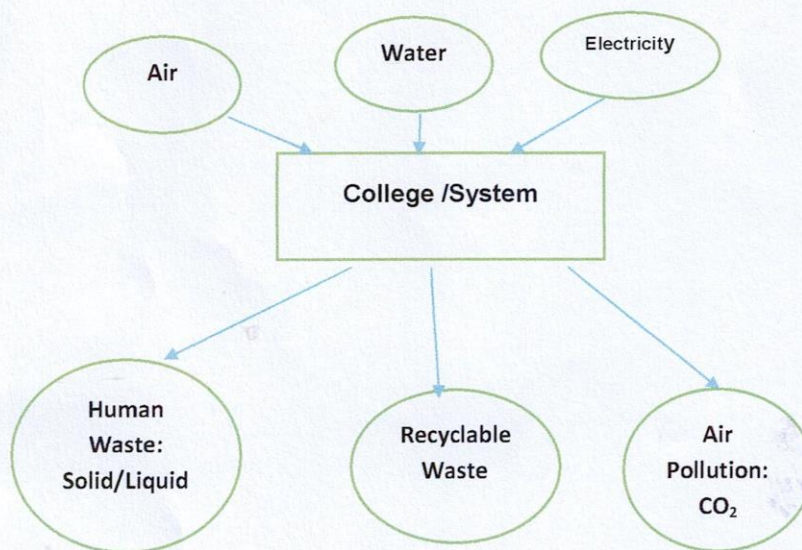 Air
Water
Electricity
College /System
Human
Waste:
Solid/Liquid
Recyclable
Waste
Air
Pollution:
CO₂